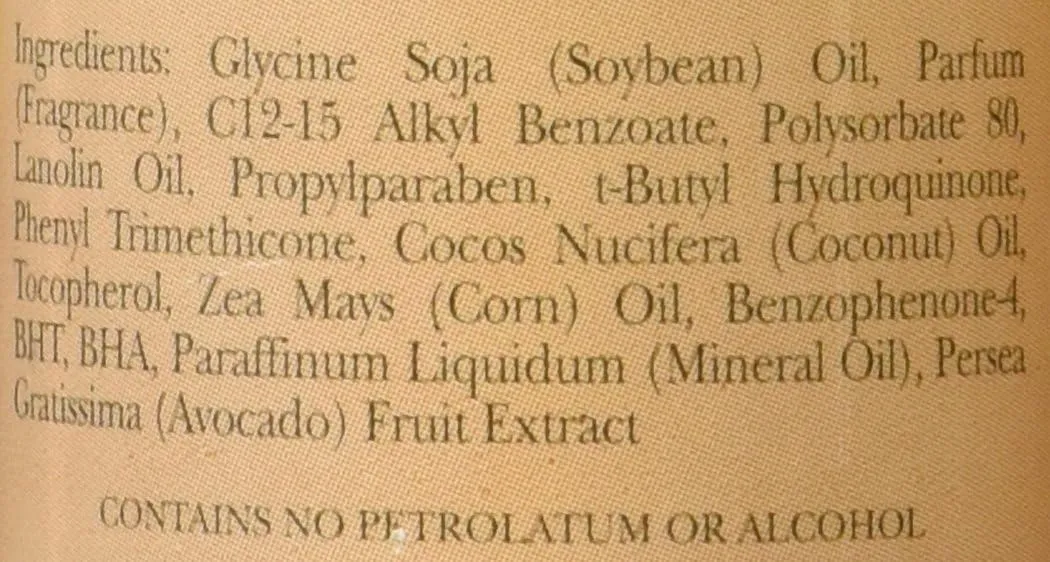 Ingredients: Glycine Soja (Soybean) Oil, Parfum
(Fragrance), C12-15 Alkyl Benzoate, Polysorbate 80,
Lanolin Oil, Propylparaben, t-Butyl Hydroquinone,
Phenyl Trimethicone, Cocos Nucifera (Coconut) Oil,
Tocopherol, Zea Mays (Corn) Oil, Benzophenone-4,
BHT, BHA, Paraffinum Liquidum (Mineral Oil), Persea
Gratissima (Avocado) Fruit Extract
CONTAINS NO PETROLATUM OR ALCOHOL